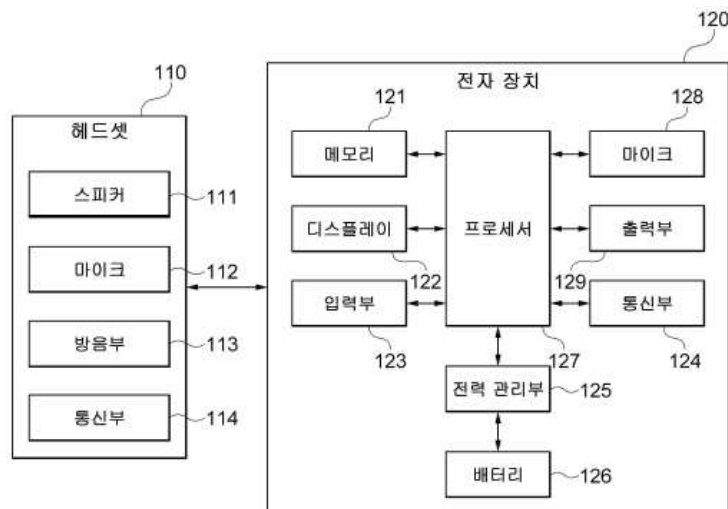 120
전자 장치
110
헤드셋
스피커
111
마이크
112
방음부
113
통신부
114
121
메모리
128
마이크
디스플레이
122
프로세서
출력부
129
입력부
123
통신부
124
127
전력 관리부
125
배터리
126